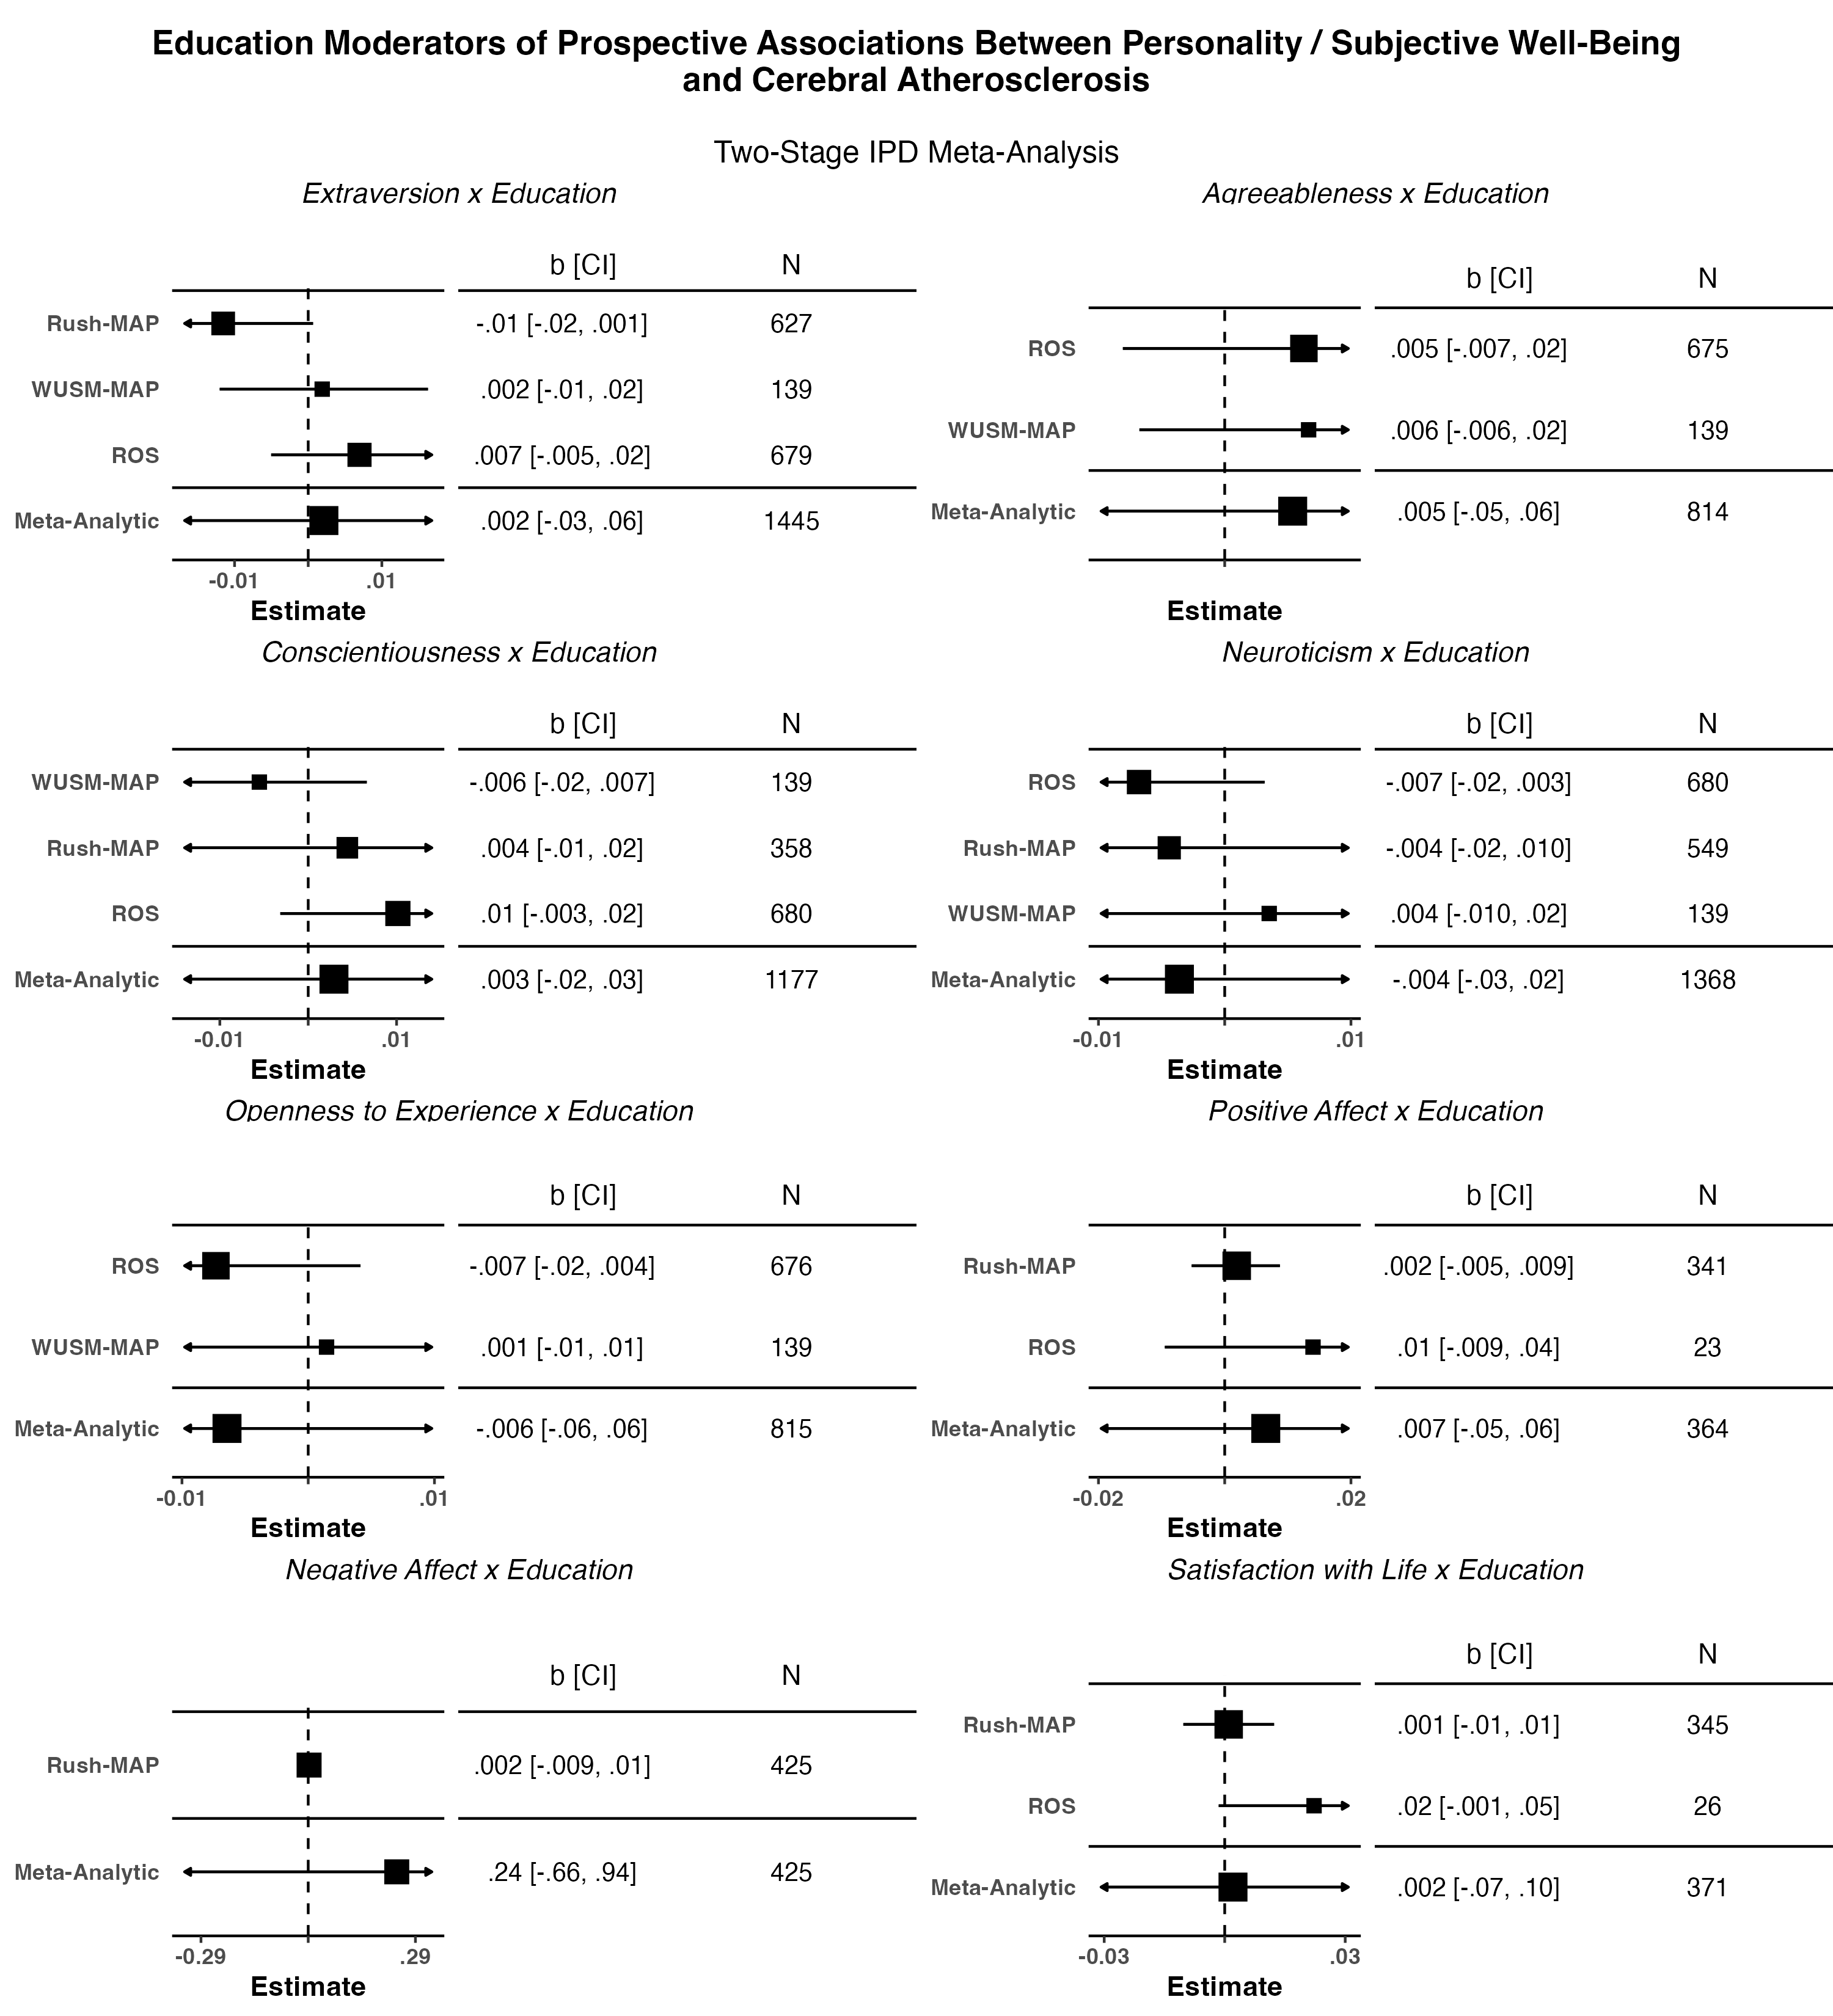 Education Moderators of Prospective Associations Between Personality / Subjective Well-Being
and Cerebral Atherosclerosis
Two-Stage IPD Meta-Analysis
Extraversion x Education
b [CI] N
Rush-MAP -.01 [-.02, .001] 627
WUSM-MAP .002 [-.01, .02] 139
ROS .007 [-.005, .02] 679
Meta-Analytic .002 [-.03, .06] 1445
-0.01 .01
Estimate
Agreeableness x Education
b [CI] N
ROS .005 [-.007, .02] 675
WUSM-MAP .006 [-.006, .02] 139
Meta-Analytic .005 [-.05, .06] 814
Estimate
Conscientiousness x Education
b [CI] N
WUSM-MAP -.006 [-.02, .007] 139
Rush-MAP .004 [-.01, .02] 358
ROS .01 [-.003, .02] 680
Meta-Analytic .003 [-.02, .03] 1177
-0.01 .01
Estimate
Neuroticism x Education
b [CI] N
ROS -.007 [-.02, .003] 680
Rush-MAP -.004 [-.02, .010] 549
WUSM-MAP .004 [-.010, .02] 139
Meta-Analytic -.004 [-.03, .02] 1368
-0.01 .01
Estimate
Openness to Experience x Education
b [CI] N
ROS -.007 [-.02, .004] 676
WUSM-MAP .001 [-.01, .01] 139
Meta-Analytic -.006 [-.06, .06] 815
-0.01 .01
Estimate
Positive Affect x Education
b [CI] N
Rush-MAP .002 [-.005, .009] 341
ROS .01 [-.009, .04] 23
Meta-Analytic .007 [-.05, .06] 364
-0.02 .02
Estimate
Negative Affect x Education
b [CI] N
Rush-MAP .002 [-.009, .01] 425
Meta-Analytic .24 [-.66, .94] 425
-0.29 .29
Estimate
Satisfaction with Life x Education
b [CI] N
Rush-MAP .001 [-.01, .01] 345
ROS .02 [-.001, .05] 26
Meta-Analytic .002 [-.07, .10] 371
-0.03 .03
Estimate